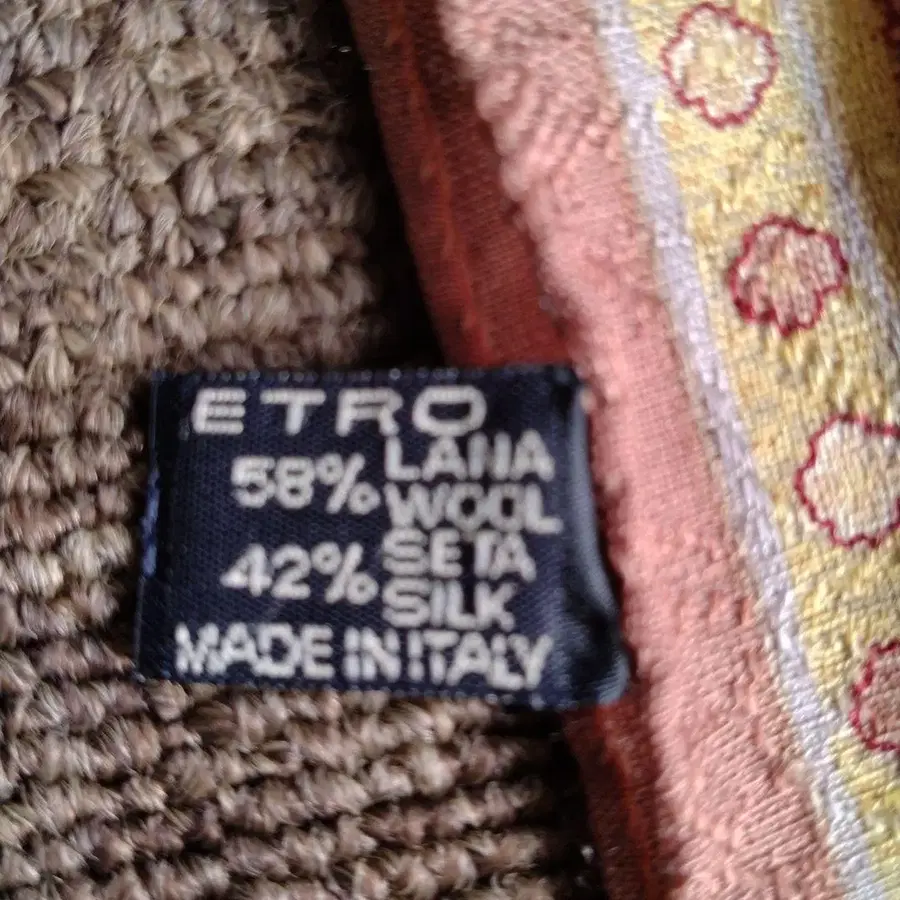 ETRO
58% LANA
WOOL
42% SETA
SILK
MADE IN ITALY